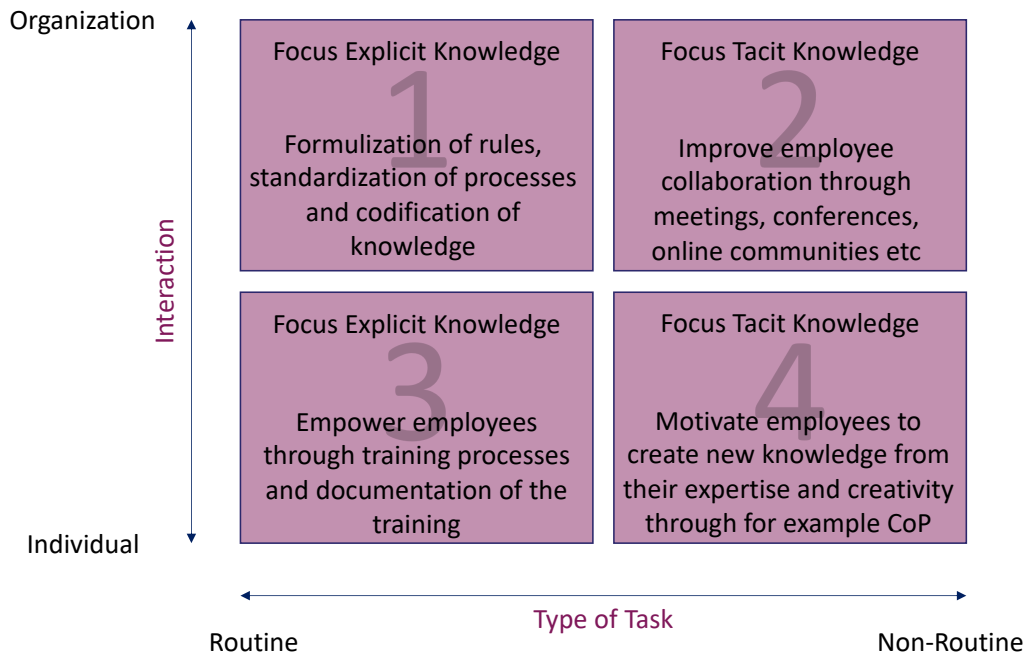 Organization
Interaction
Individual
Focus Explicit Knowledge
1
Formulization of rules,
standardization of processes
and codification of
knowledge
Focus Tacit Knowledge
2
Improve employee
collaboration through
meetings, conferences,
online communities etc
Focus Explicit Knowledge
3
Empower employees
through training processes
and documentation of the
training
Focus Tacit Knowledge
4
Motivate employees to
create new knowledge from
their expertise and creativity
through for example CoP
Type of Task
Routine
Non-Routine